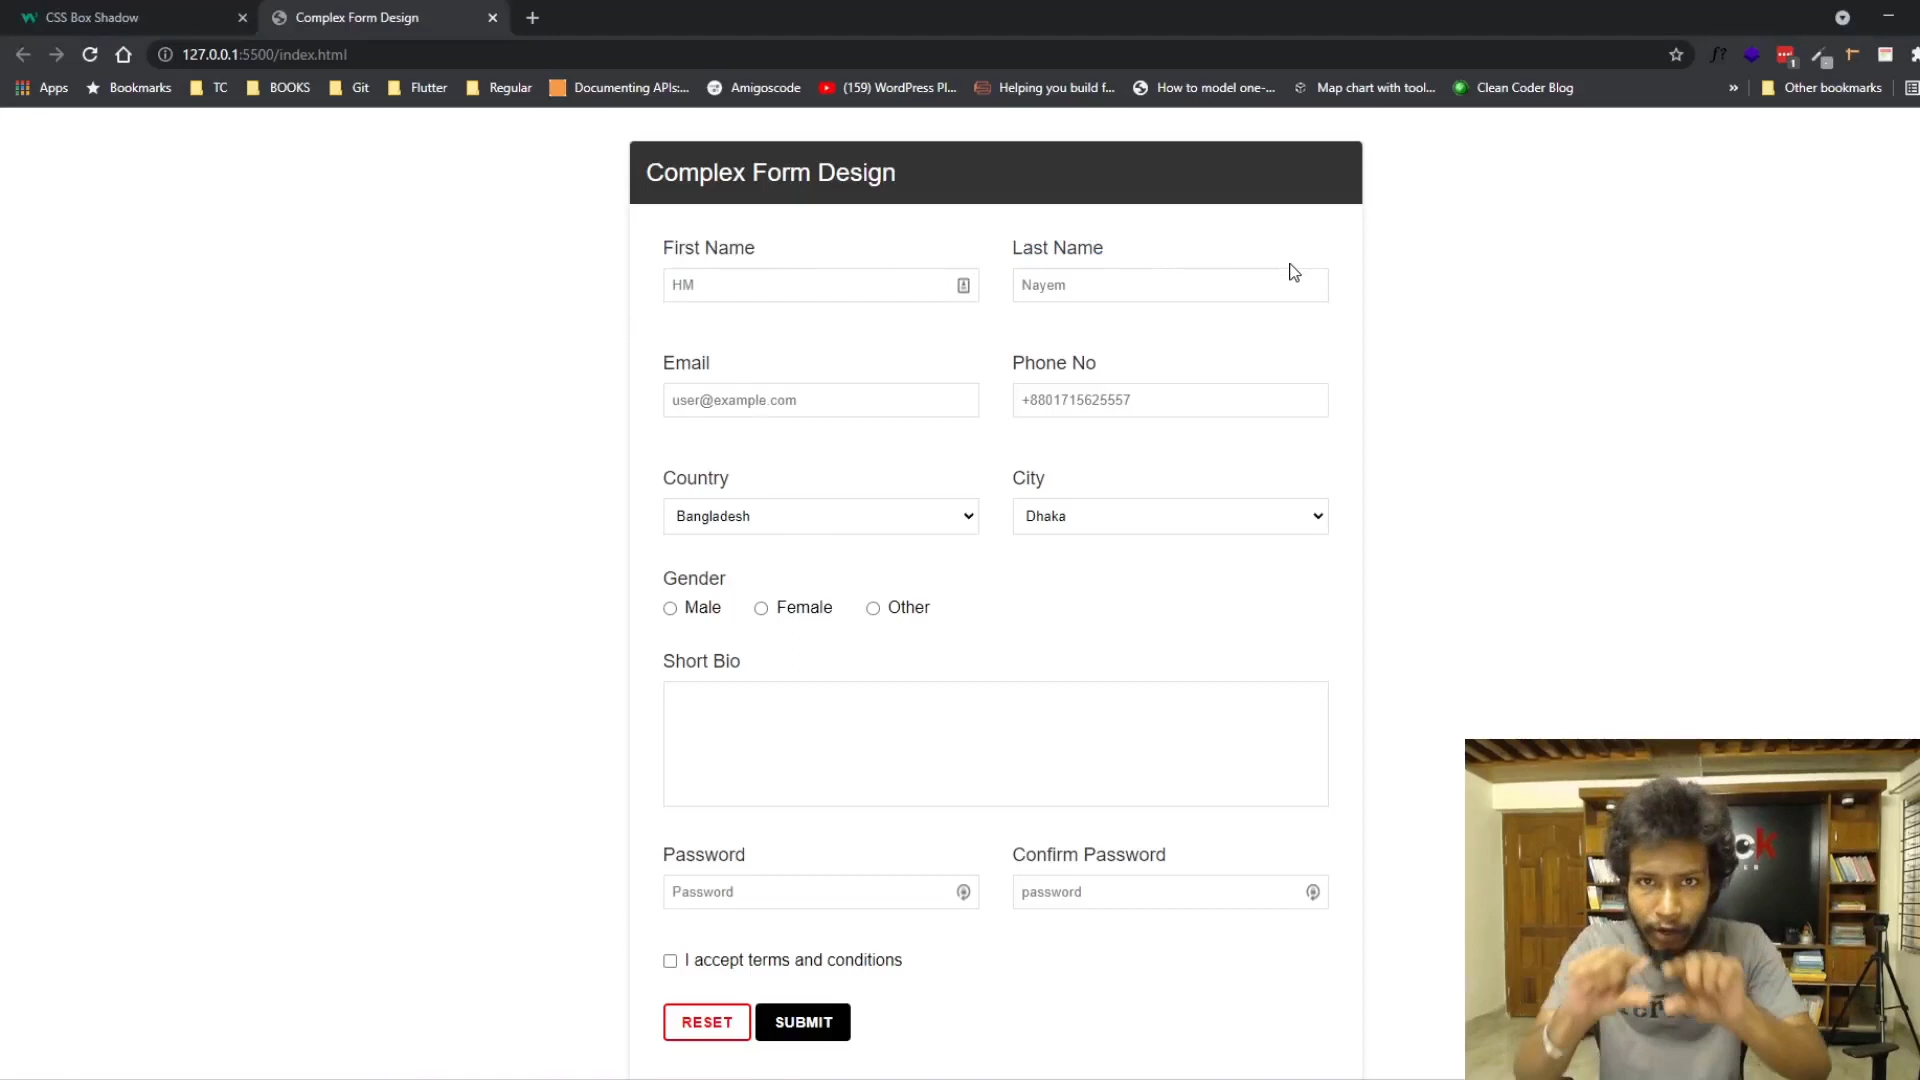 CSS Box Shadow
Complex Form Design
127.0.0.1:5500/index.html
Apps
Bookmarks
TC
BOOKS
Git
Flutter
Regular
Documenting APIs:...
Amigoscode
(159) WordPress Pl...
Helping you build f...
How to model one-...
Map chart with tool...
Clean Coder Blog
»
Other bookmarks
Complex Form Design
First Name
Last Name
HM
Nayem
Email
Phone No
user@example.com
+8801715625557
Country
City
Bangladesh
Dhaka
Gender
Male
Female
Other
Short Bio
Password
Confirm Password
Password
password
I accept terms and conditions
RESET
SUBMIT